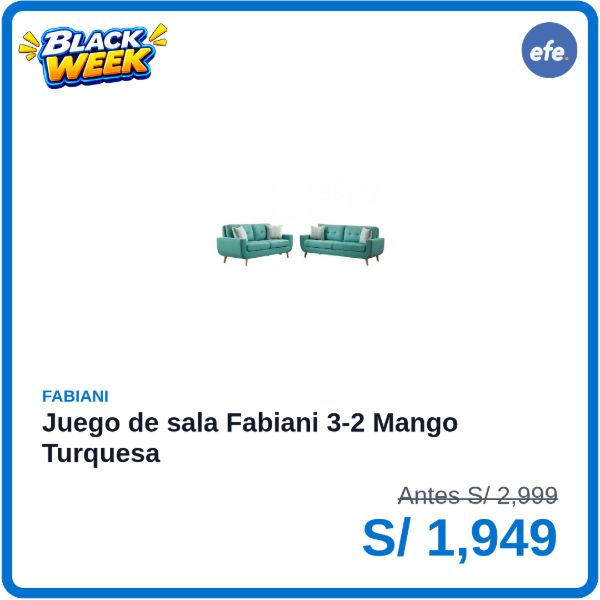 BLACK
WEEK
efe.
FABIANI
Juego de sala Fabiani 3-2 Mango
Turquesa
Antes S/ 2,999
S/ 1,949